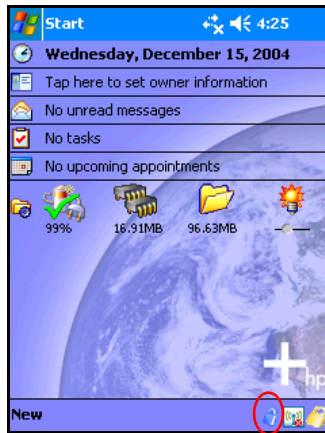 Start 4:25
Wednesday, December 15, 2004
Tap here to set owner information
No unread messages
No tasks
No upcoming appointments
99% 16.91MB 96.63MB
hp
New